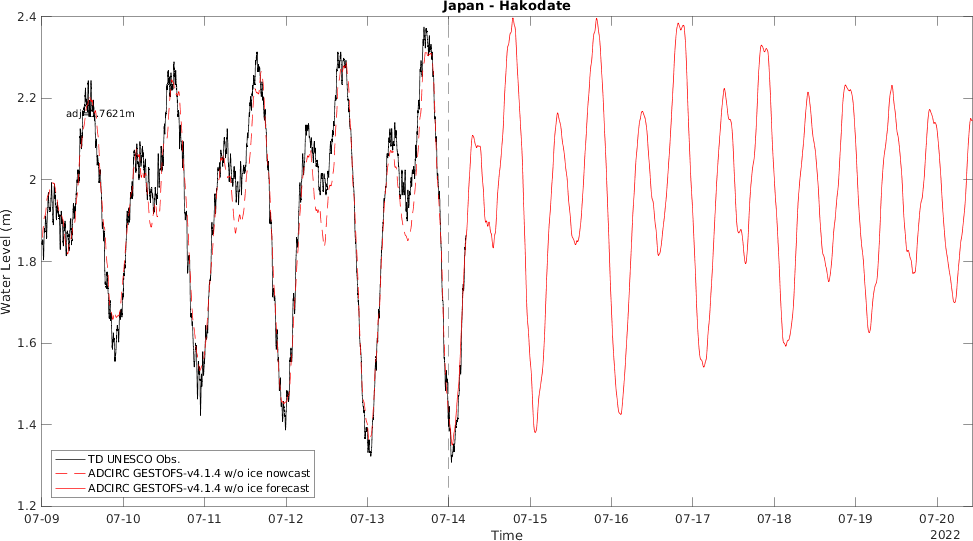 Japan - Hakodate
2.4
2.2
2
1.8
1.6
1.4
1.2
Water Level (m)
7621m
TD UNESCO Obs.
ADCIRC GESTOFS-v4.1.4 w/o ice nowcast
ADCIRC GESTOFS-v4.1.4 w/o ice forecast
07-09 07-10 07-11 07-12 07-13 07-14 07-15 07-16 07-17 07-18 07-19 07-20
Time
2022